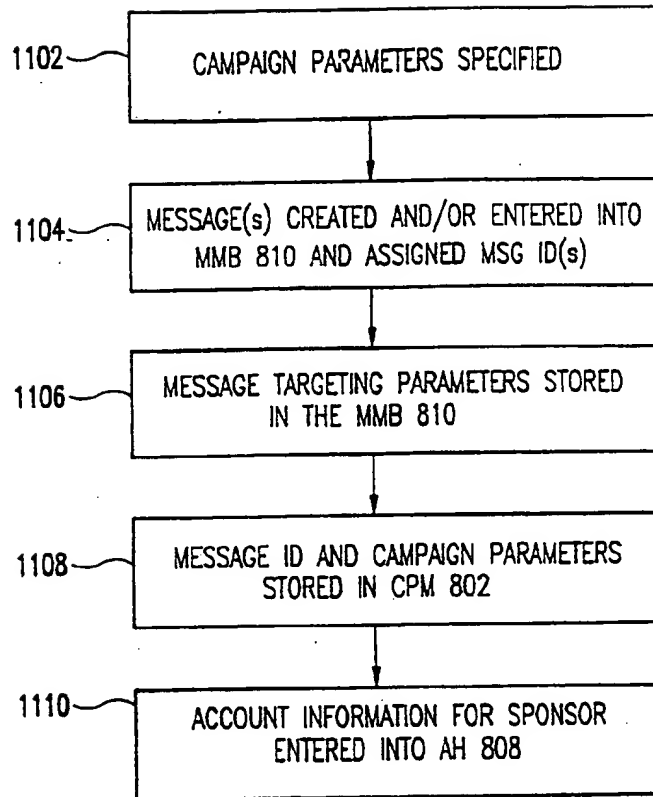 1102
CAMPAIGN PARAMETERS SPECIFIED
1104
MESSAGE(s) CREATED AND/OR ENTERED INTO
MMB 810 AND ASSIGNED MSG ID(s)
1106
MESSAGE TARGETING PARAMETERS STORED
IN THE MMB 810
1108
MESSAGE ID AND CAMPAIGN PARAMETERS
STORED IN CPM 802
1110
ACCOUNT INFORMATION FOR SPONSOR
ENTERED INTO AH 808